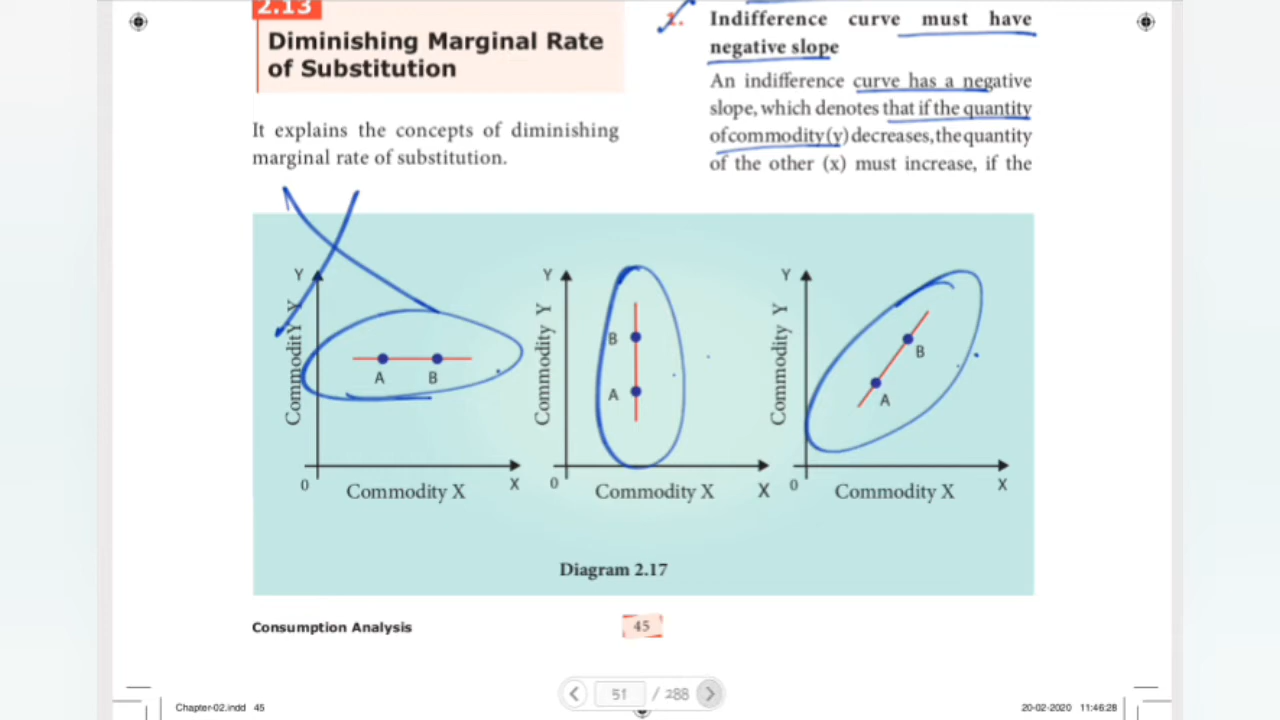 2.13
Diminishing Marginal Rate
of Substitution
It explains the concepts of diminishing
marginal rate of substitution.
1. Indifference curve must have
negative slope
An indifference curve has a negative
slope, which denotes that if the quantity
of commodity (y) decreases, the quantity
of the other (x) must increase, if the
Y
Commodity Y
A B
0
Commodity X
X
Y
Commodity Y
B
A
0
Commodity X
X
Y
Commodity Y
B
A
0
Commodity X
X
Diagram 2.17
Consumption Analysis
45
51 / 288
Chapter-02.indd 45
20-02-2020 11:46:28